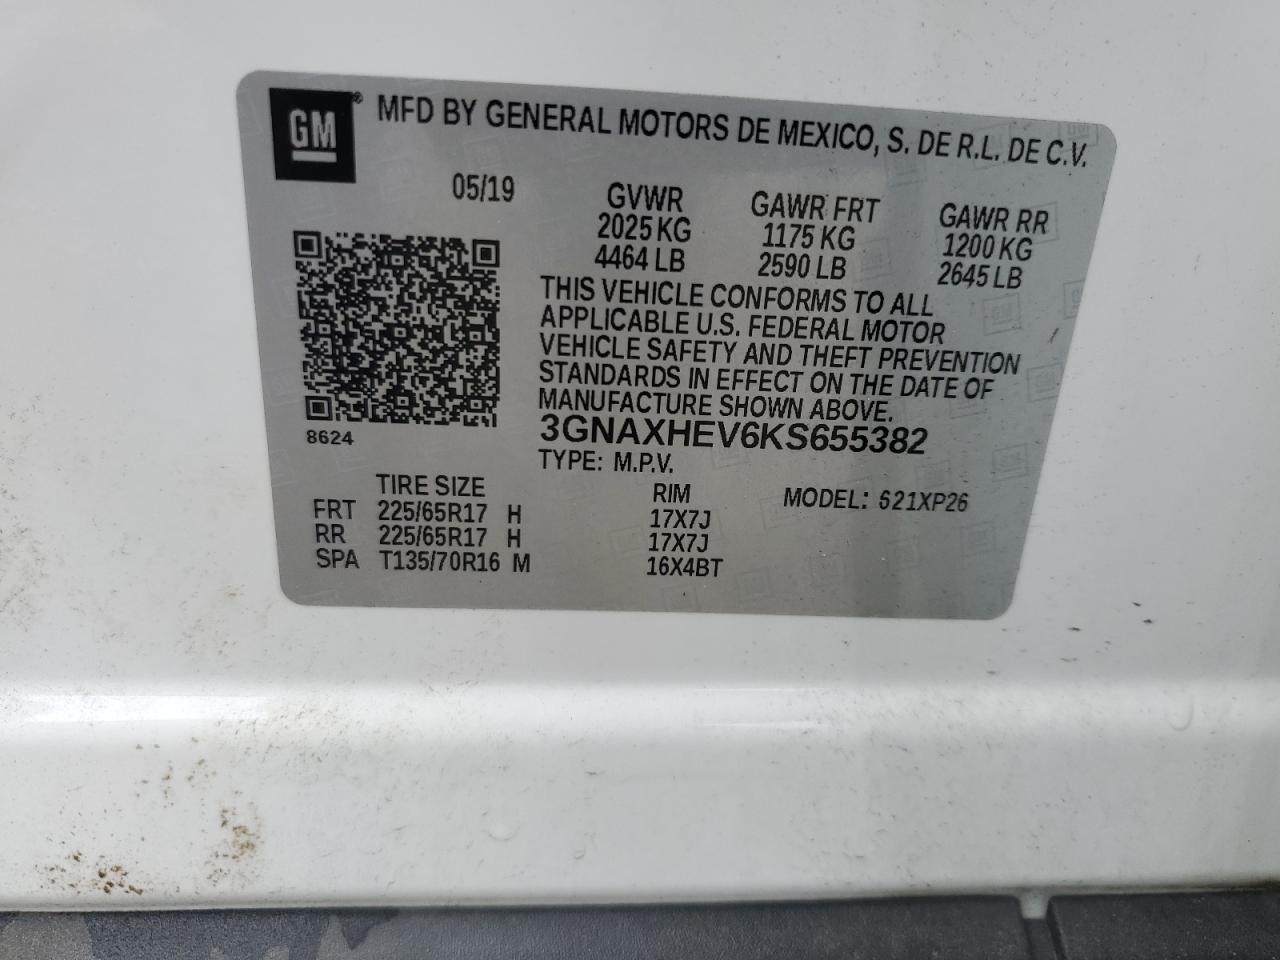 GM® MFD BY GENERAL MOTORS DE MEXICO, S. DE R.L. DE C.V.
05/19 GVWR GAWR FRT GAWR RR
2025 KG 1175 KG 1200 KG
4464 LB 2590 LB 2645 LB
THIS VEHICLE CONFORMS TO ALL
APPLICABLE U.S. FEDERAL MOTOR
VEHICLE SAFETY AND THEFT PREVENTION
STANDARDS IN EFFECT ON THE DATE OF
MANUFACTURE SHOWN ABOVE.
8624 3GNAXHEV6KS655382
TYPE: M.P.V.
TIRE SIZE RIM MODEL: 621XP26
FRT 225/65R17 H 17X7J
RR 225/65R17 H 17X7J
SPA T135/70R16 M 16X4BT